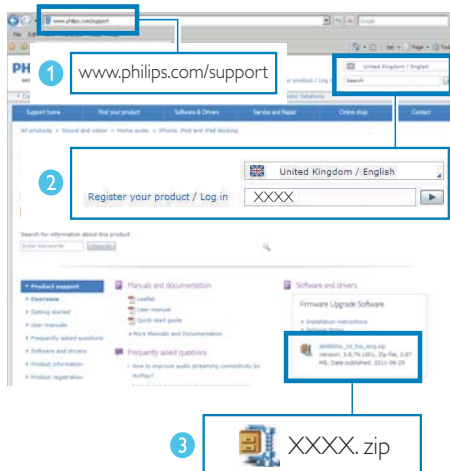 www.philips.com/support
1 www.philips.com/support
United Kingdom / English
Search
Support home Find your product Software & Drivers Service and Repair Online shop Contact
All products > Sound and vision > Home audio > iPhone, iPod and iPad docking
2
United Kingdom / English
Register your product / Log in XXXX
Search for information about this product
Enter keywords
Product support
Overview
Getting started
User manuals
Frequently asked questions
Software and drivers
Product information
Product registration
Manuals and documentation
Leaflet
User manual
Quick start guide
More Manuals and Documentation
Frequently asked questions
How to improve audio streaming connectivity by AirPlay?
Software and drivers
Firmware Upgrade Software
Installation instructions
Release Notes
3 XXXX.zip